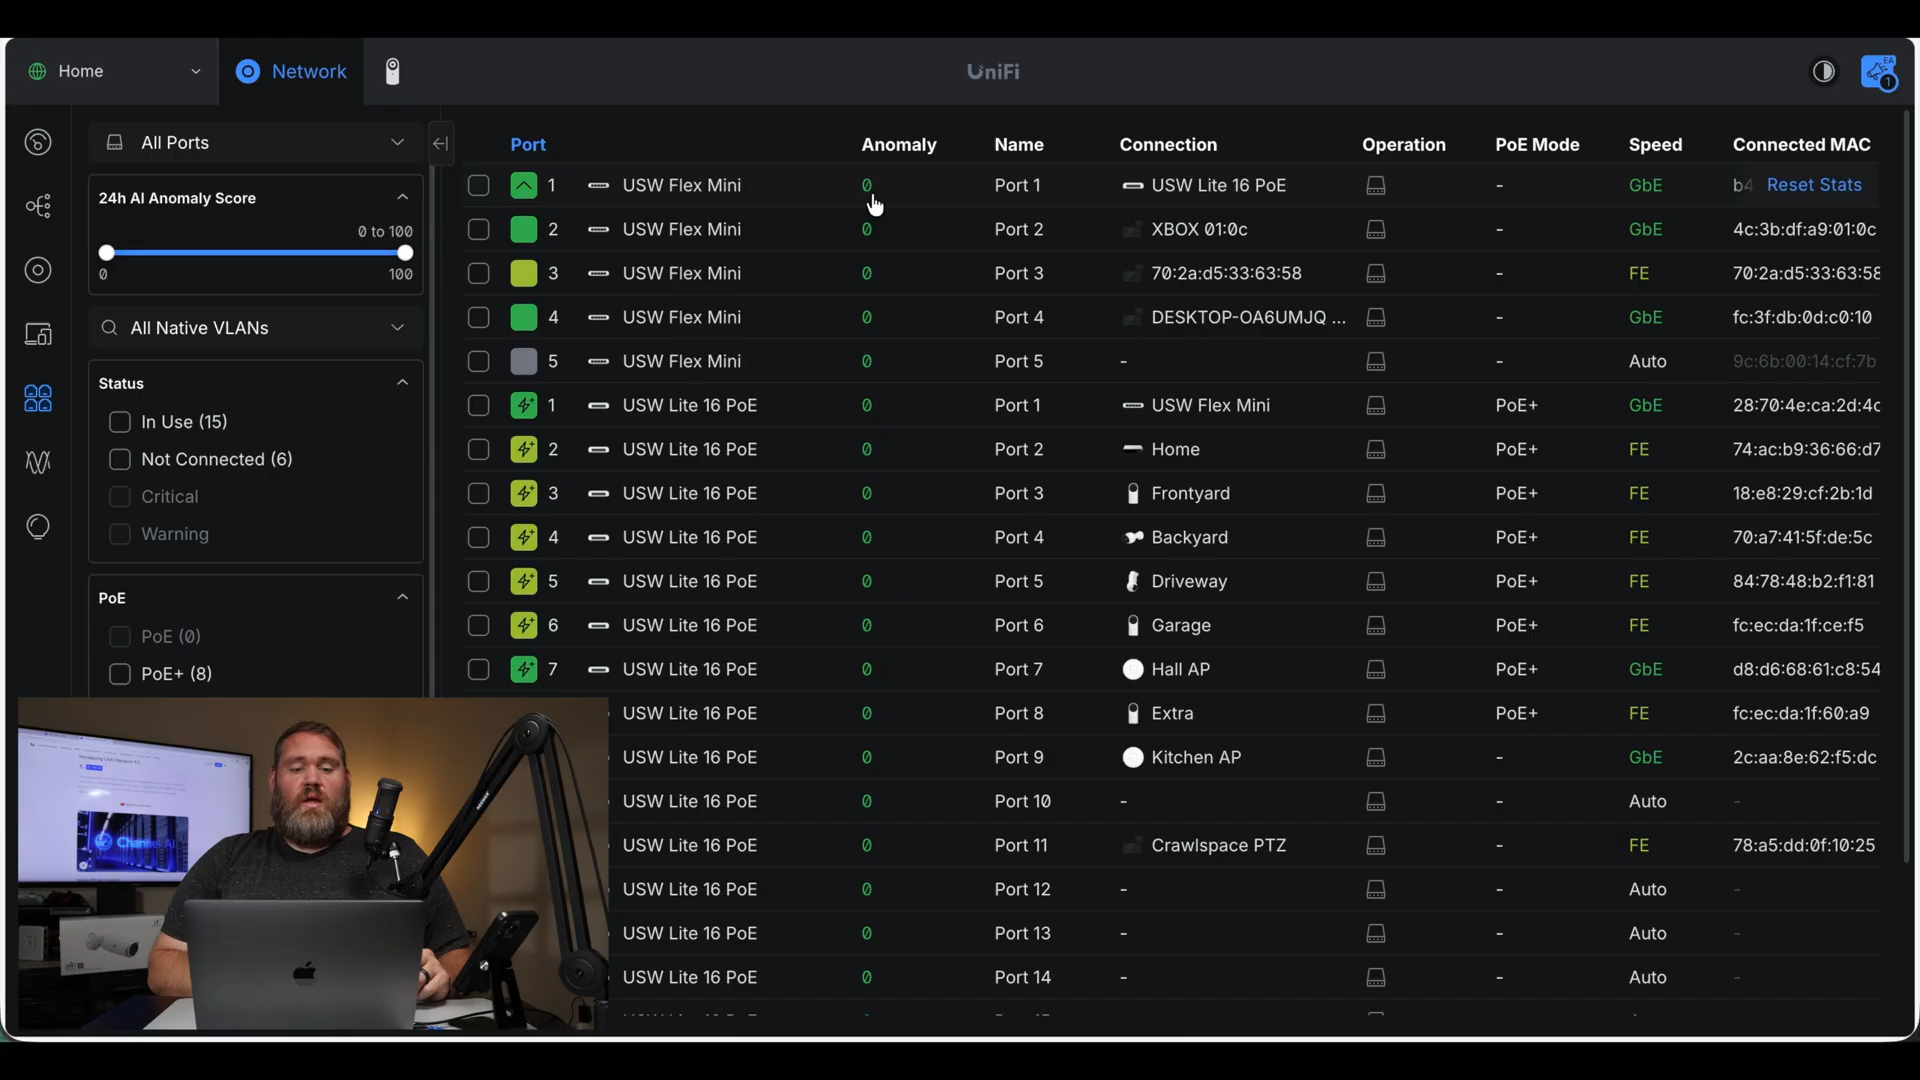 Home
Network
UniFi
EA
1
All Ports
24h AI Anomaly Score
0 to 100
0
100
All Native VLANs
Status
In Use (15)
Not Connected (6)
Critical
Warning
PoE
PoE (0)
PoE+ (8)
Port Anomaly Name Connection Operation PoE Mode Speed Connected MAC
1 USW Flex Mini 0 Port 1 USW Lite 16 PoE - GbE b4 Reset Stats
2 USW Flex Mini 0 Port 2 XBOX 01:0c - GbE 4c:3b:df:a9:01:0c
3 USW Flex Mini 0 Port 3 70:2a:d5:33:63:58 - FE 70:2a:d5:33:63:58
4 USW Flex Mini 0 Port 4 DESKTOP-OA6UMJQ ... - GbE fc:3f:db:0d:c0:10
5 USW Flex Mini 0 Port 5 - - Auto 9c:6b:00:14:cf:7b
1 USW Lite 16 PoE 0 Port 1 USW Flex Mini PoE+ GbE 28:70:4e:ca:2d:4c
2 USW Lite 16 PoE 0 Port 2 Home PoE+ FE 74:ac:b9:36:66:d7
3 USW Lite 16 PoE 0 Port 3 Frontyard PoE+ FE 18:e8:29:cf:2b:1d
4 USW Lite 16 PoE 0 Port 4 Backyard PoE+ FE 70:a7:41:5f:de:5c
5 USW Lite 16 PoE 0 Port 5 Driveway PoE+ FE 84:78:48:b2:f1:81
6 USW Lite 16 PoE 0 Port 6 Garage PoE+ FE fc:ec:da:1f:ce:f5
7 USW Lite 16 PoE 0 Port 7 Hall AP PoE+ GbE d8:d6:68:61:c8:54
USW Lite 16 PoE 0 Port 8 Extra PoE+ FE fc:ec:da:1f:60:a9
USW Lite 16 PoE 0 Port 9 Kitchen AP - GbE 2c:aa:8e:62:f5:dc
USW Lite 16 PoE 0 Port 10 - - Auto -
USW Lite 16 PoE 0 Port 11 Crawlspace PTZ - FE 78:a5:dd:0f:10:25
USW Lite 16 PoE 0 Port 12 - - Auto -
USW Lite 16 PoE 0 Port 13 - - Auto -
USW Lite 16 PoE 0 Port 14 - - Auto -
Channel AI